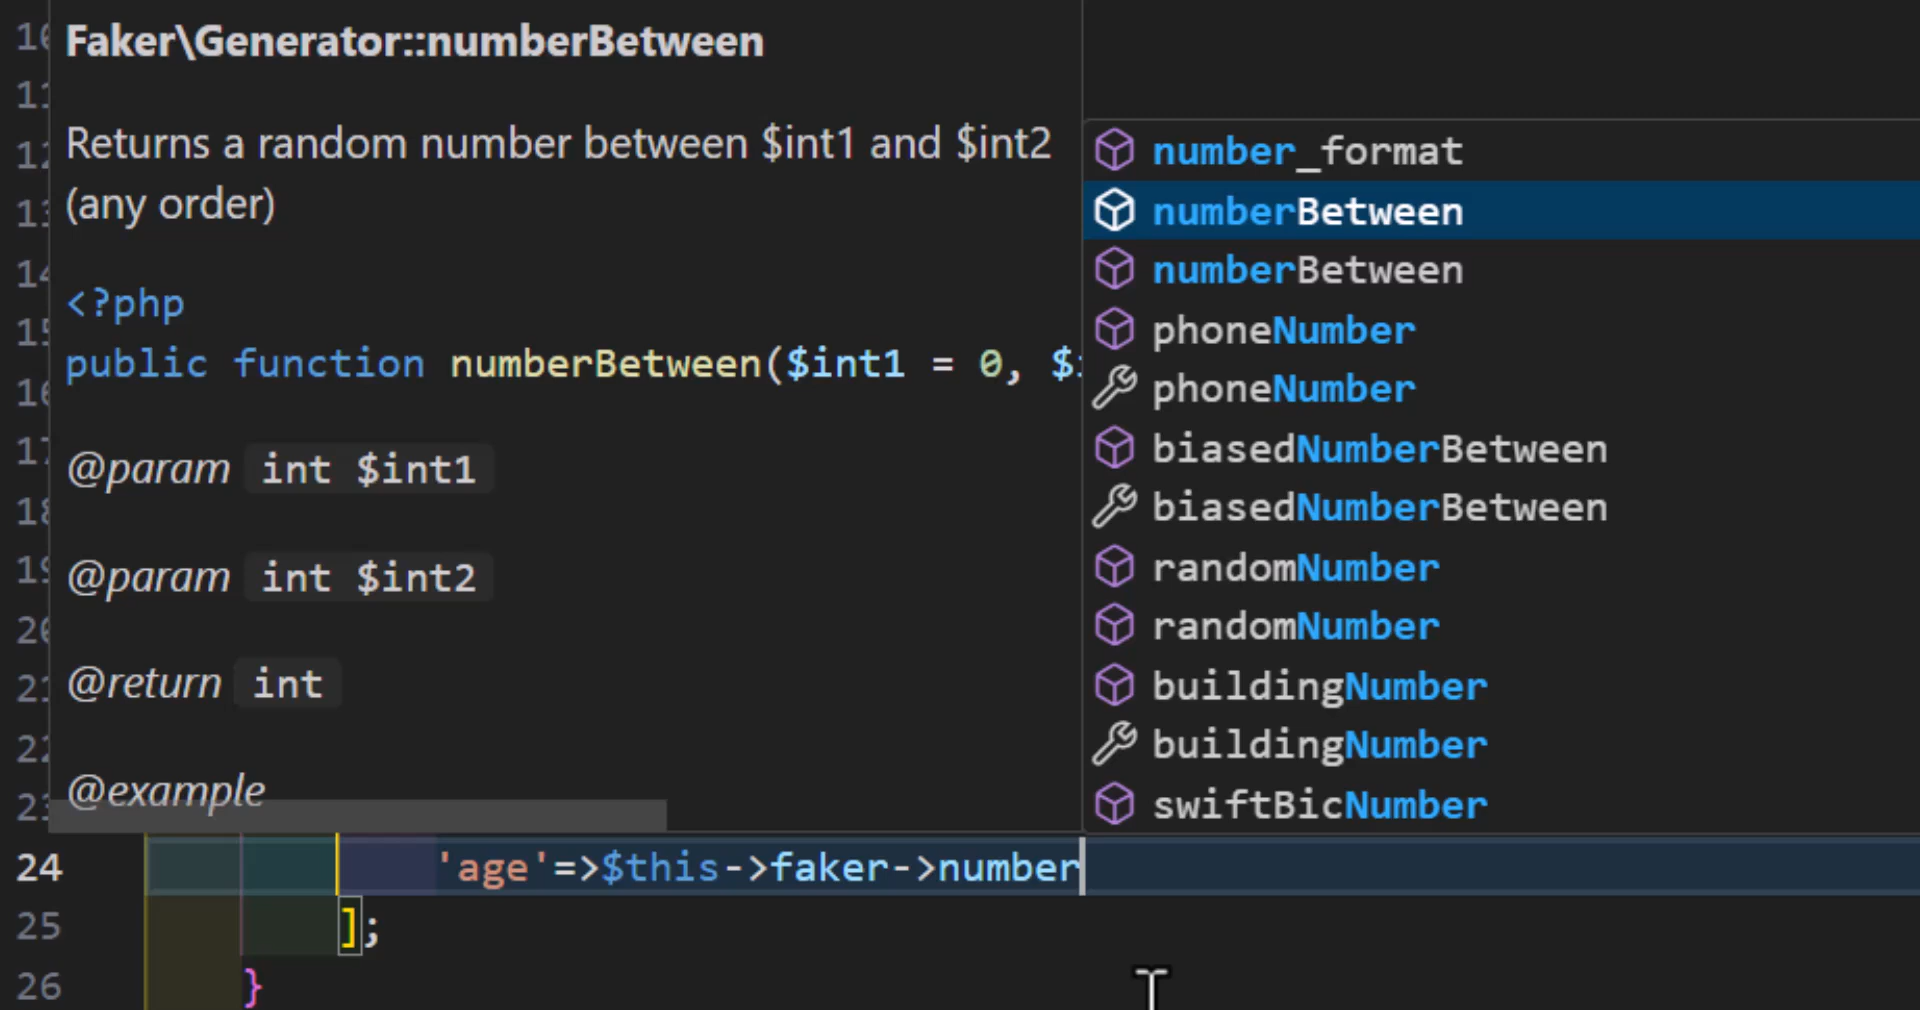 Faker\Generator::numberBetween
Returns a random number between $int1 and $int2
(any order)
<?php
public function numberBetween($int1 = 0,
@param int $int1
@param int $int2
@return int
@example
number_format
numberBetween
numberBetween
phoneNumber
phoneNumber
biasedNumberBetween
biasedNumberBetween
randomNumber
randomNumber
buildingNumber
buildingNumber
swiftBicNumber
24 'age'=>$this->faker->number
25 ];
26 }